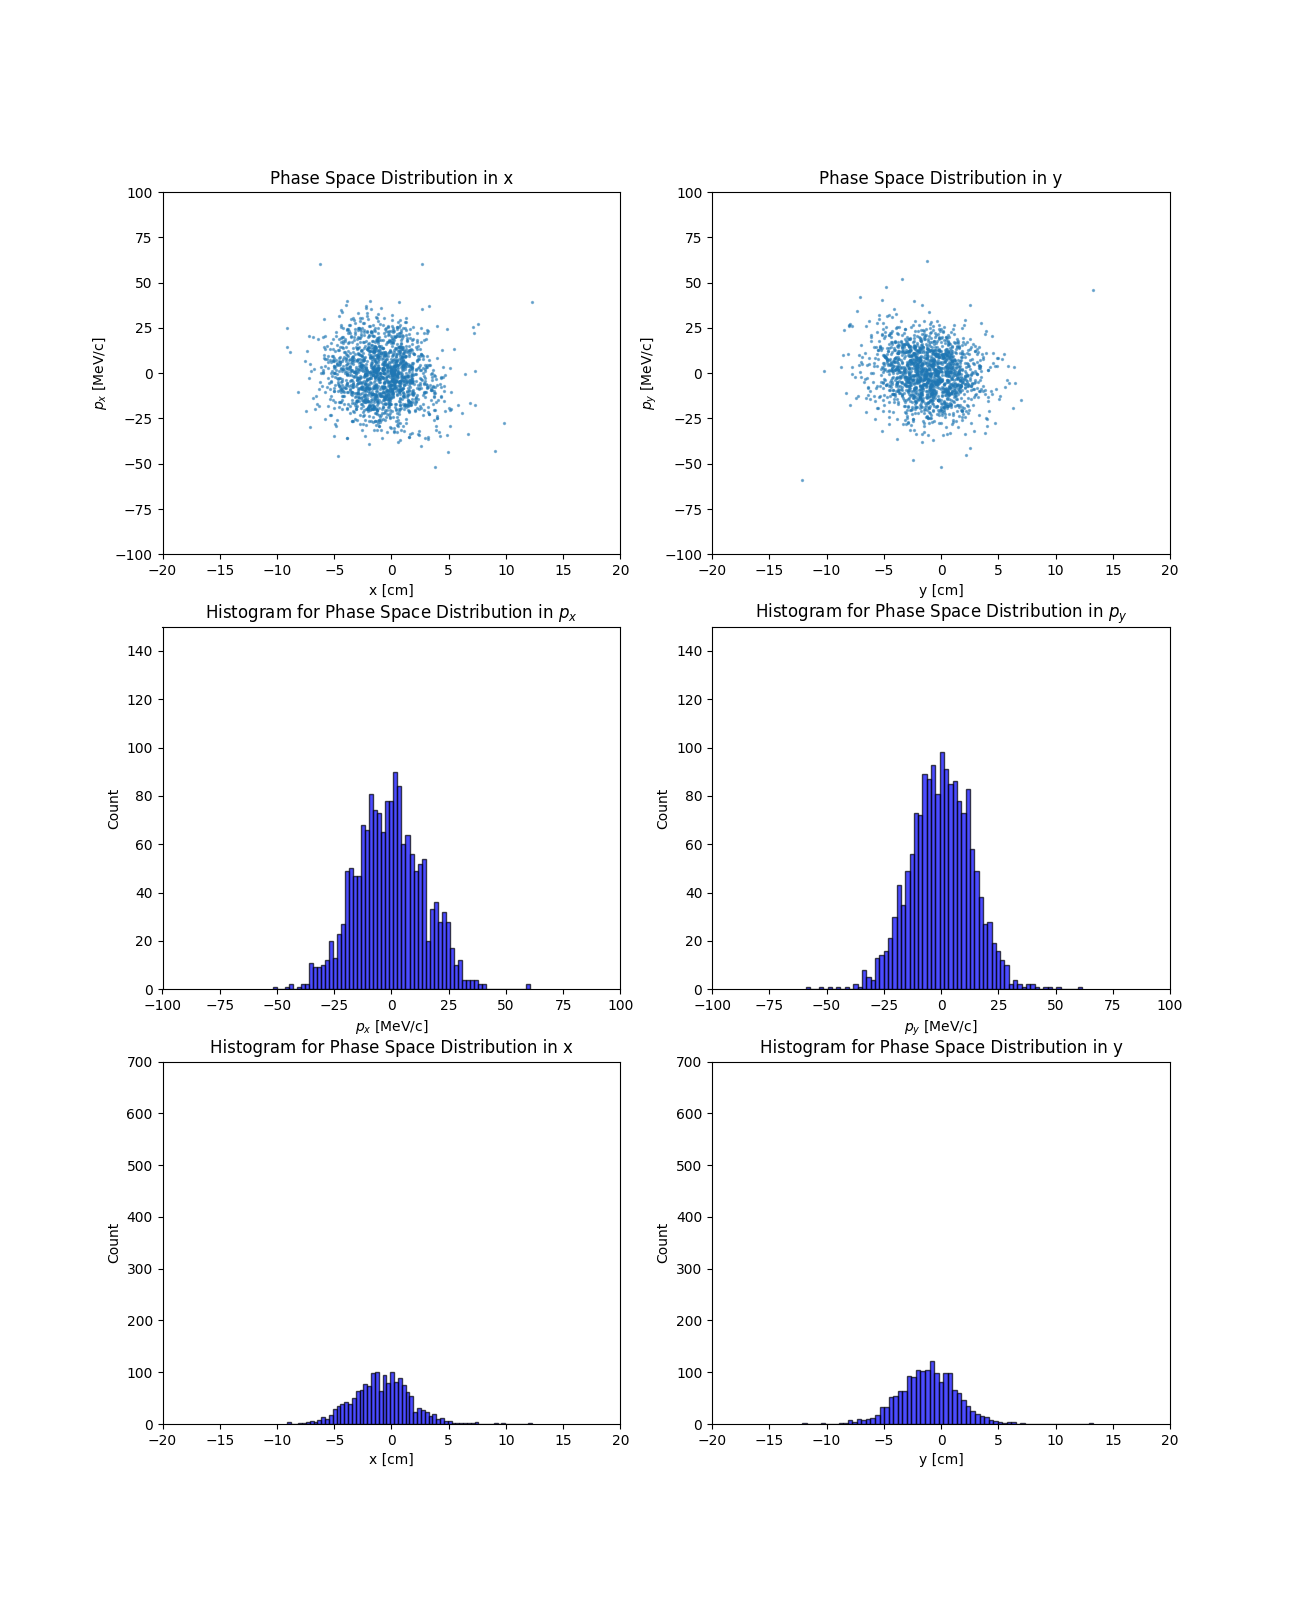 Phase Space Distribution in x
Phase Space Distribution in y
100
75
50
25
0
−25
−50
−75
−100
p_x [MeV/c]
−20 −15 −10 −5 0 5 10 15 20
x [cm]
100
75
50
25
0
−25
−50
−75
−100
p_y [MeV/c]
−20 −15 −10 −5 0 5 10 15 20
y [cm]
Histogram for Phase Space Distribution in p_x
Histogram for Phase Space Distribution in p_y
140
120
100
80
60
40
20
0
Count
−100 −75 −50 −25 0 25 50 75 100
p_x [MeV/c]
140
120
100
80
60
40
20
0
Count
−100 −75 −50 −25 0 25 50 75 100
p_y [MeV/c]
Histogram for Phase Space Distribution in x
Histogram for Phase Space Distribution in y
700
600
500
400
300
200
100
0
Count
−20 −15 −10 −5 0 5 10 15 20
x [cm]
700
600
500
400
300
200
100
0
Count
−20 −15 −10 −5 0 5 10 15 20
y [cm]